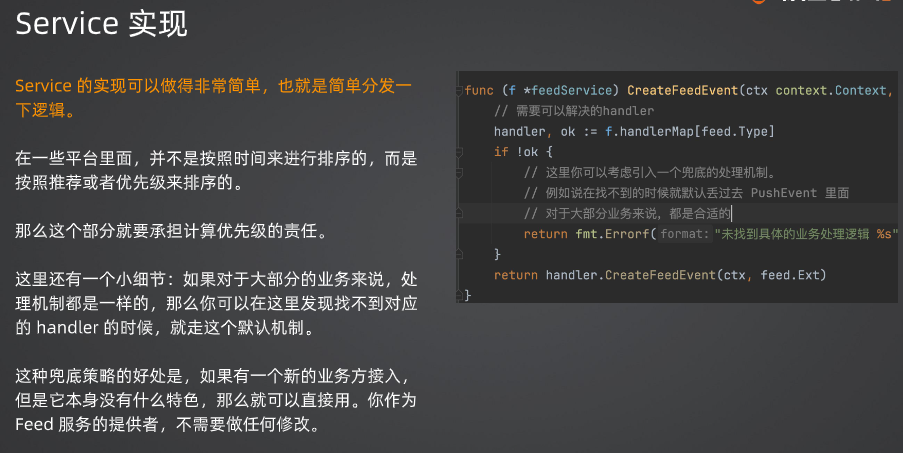 Service 实现
Service 的实现可以做得非常简单，也就是简单分发一
下逻辑。
在一些平台里面，并不是按照时间来进行排序的，而是
按照推荐或者优先级来排序的。
那么这个部分就要承担计算优先级的责任。
这里还有一个小细节：如果对于大部分的业务来说，处
理机制都是一样的，那么你可以在这里发现找不到对应
的 handler 的时候，就走这个默认机制。
这种兜底策略的好处是，如果有一个新的业务方接入，
但是它本身没有什么特色，那么就可以直接用。你作为
Feed 服务的提供者，不需要做任何修改。
func (f *feedService) CreateFeedEvent(ctx context.Context,
// 需要可以解决的handler
handler, ok := f.handlerMap[feed.Type]
if !ok {
// 这里你可以考虑引入一个兜底的处理机制。
// 例如说在找不到的时候就默认丢过去 PushEvent 里面
// 对于大部分业务来说，都是合适的
return fmt.Errorf( format: "未找到具体的业务处理逻辑 %s"
}
return handler.CreateFeedEvent(ctx, feed.Ext)
}